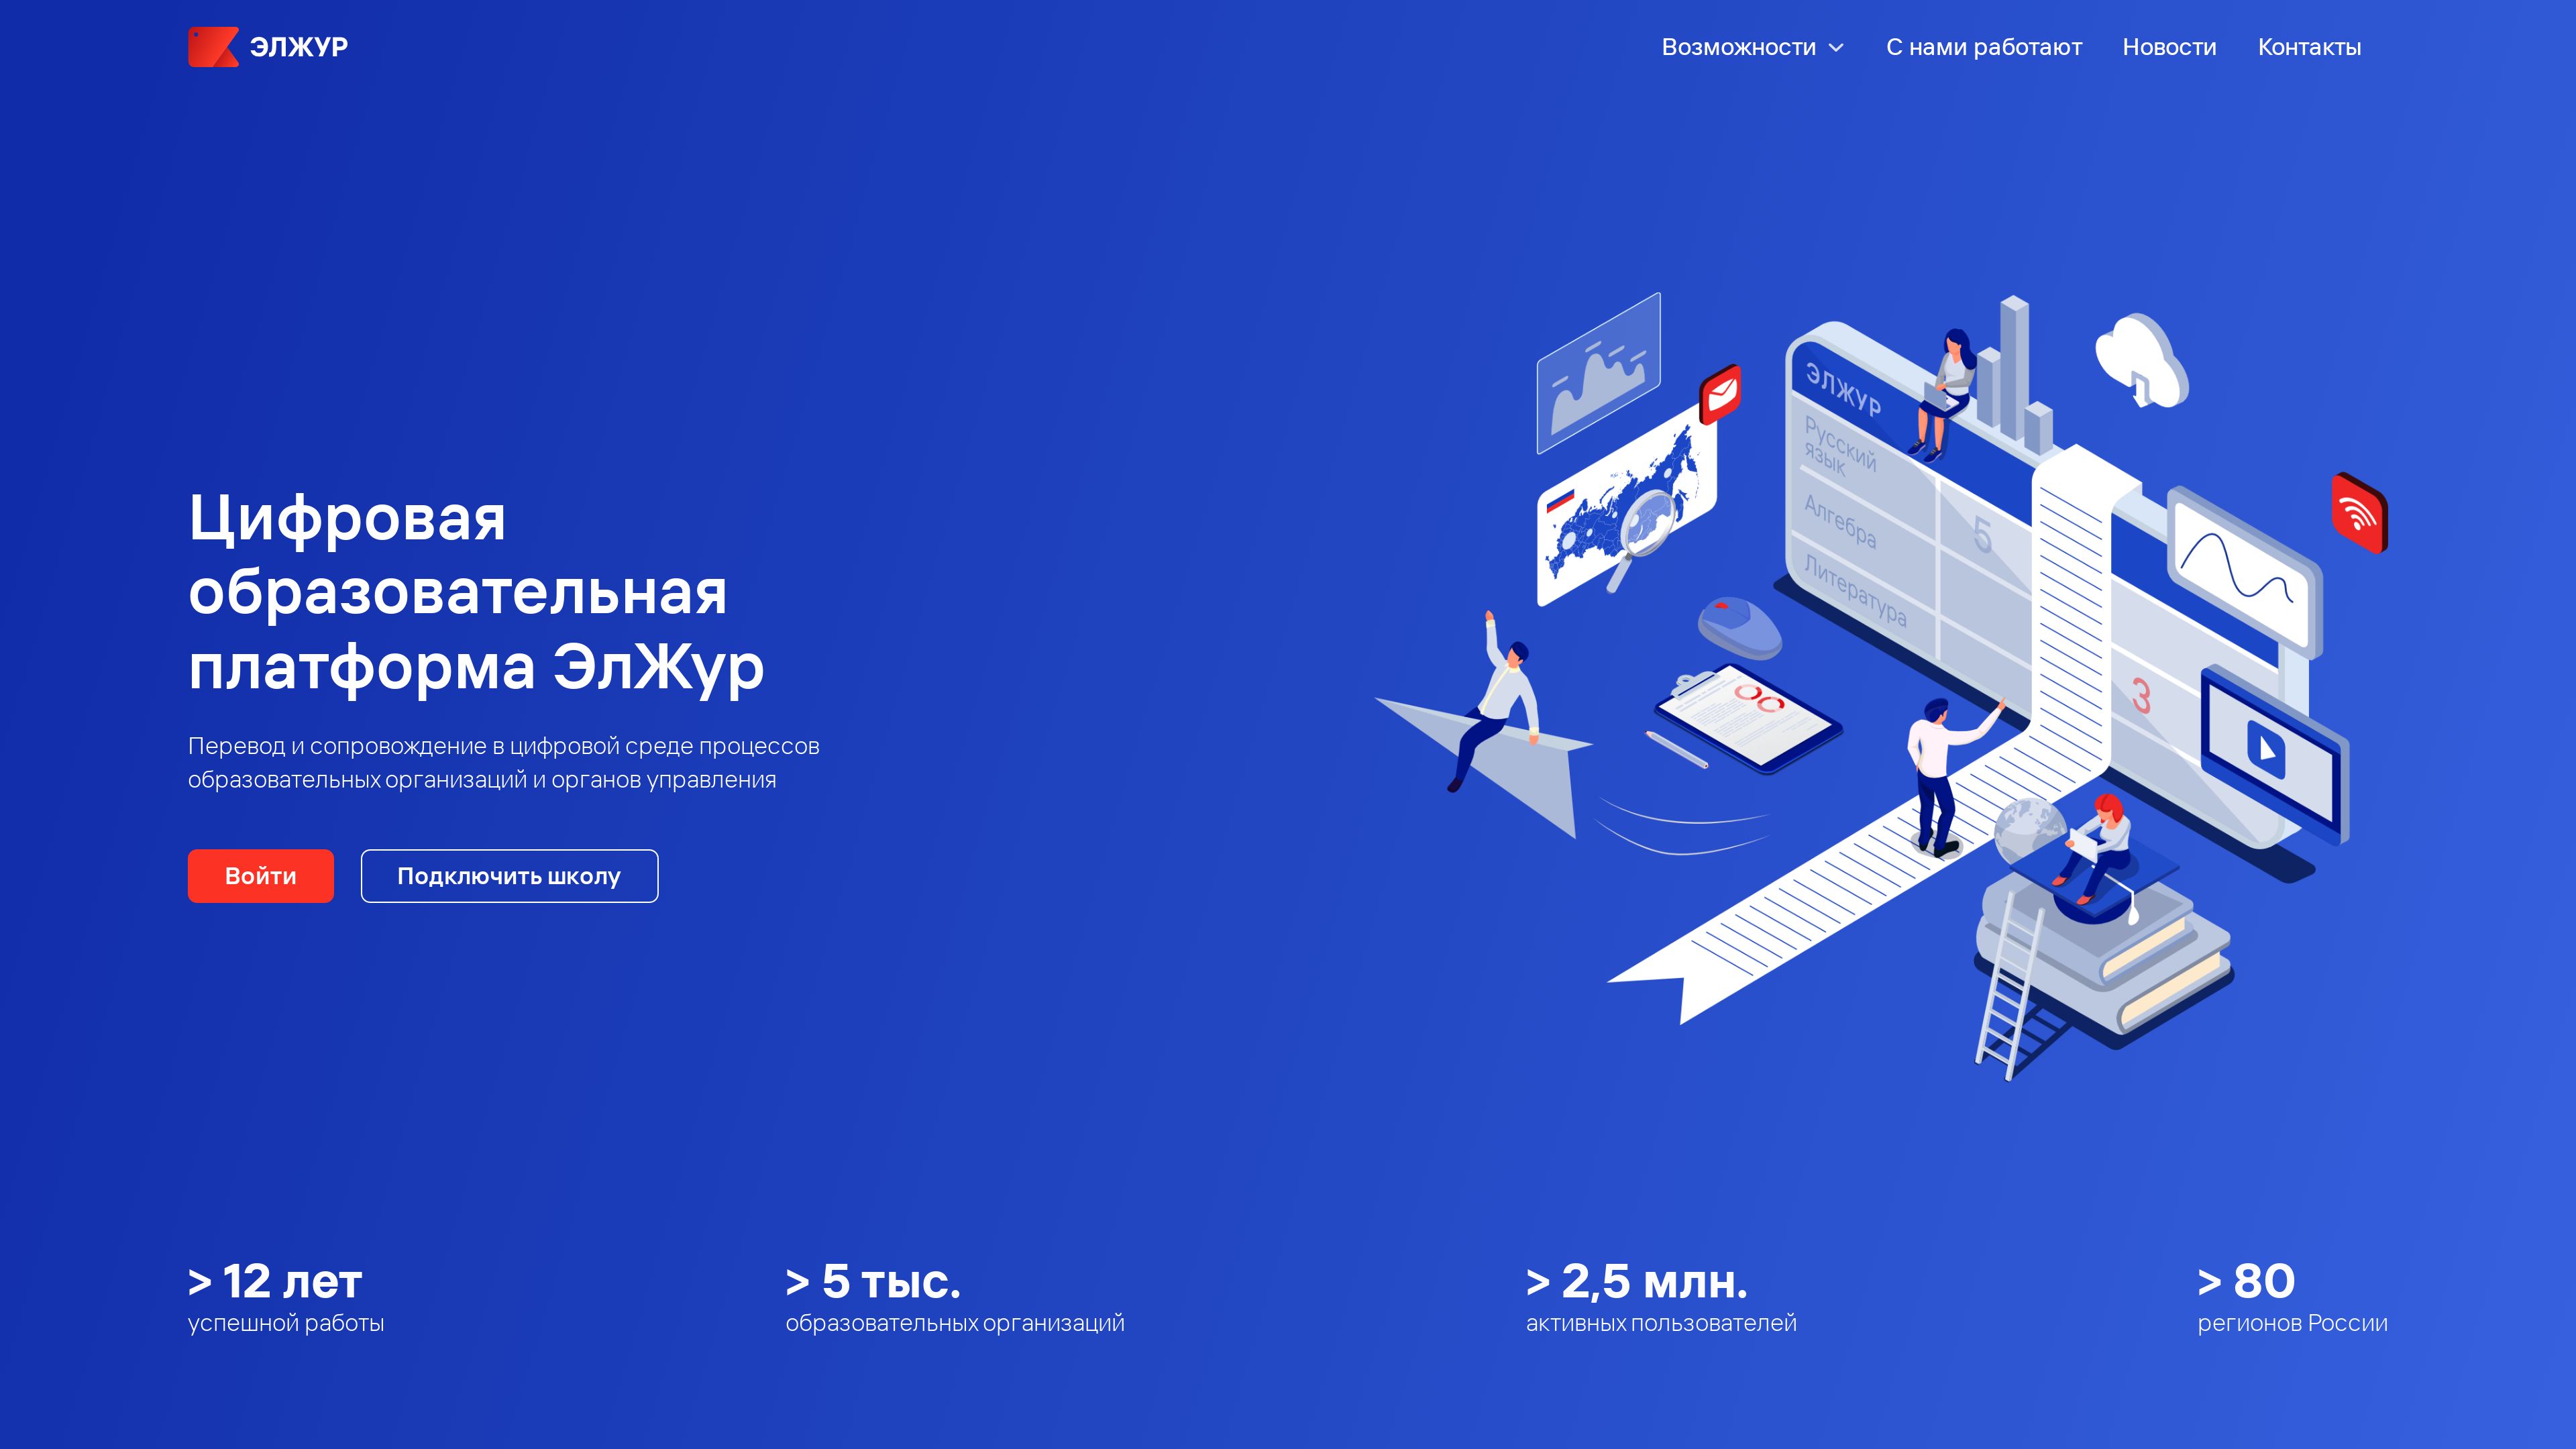 ЭЛЖУР
Возможности
С нами работают
Новости
Контакты
ЭЛЖУР
Русский
язык
Алгебра
Литература
5
3
Цифровая
образовательная
платформа ЭлЖур
Перевод и сопровождение в цифровой среде процессов
образовательных организаций и органов управления
Войти
Подключить школу
> 12 лет
успешной работы
> 5 тыс.
образовательных организаций
> 2,5 млн.
активных пользователей
> 80
регионов России